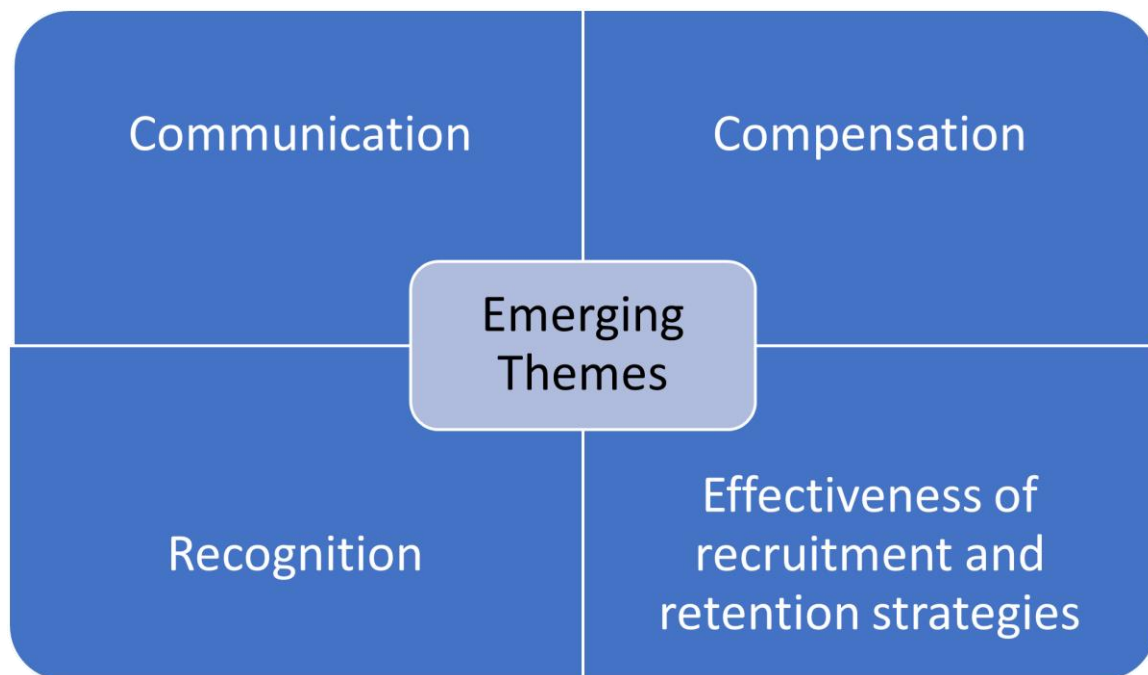 Communication
Compensation
Emerging
Themes
Recognition
Effectiveness of
recruitment and
retention strategies